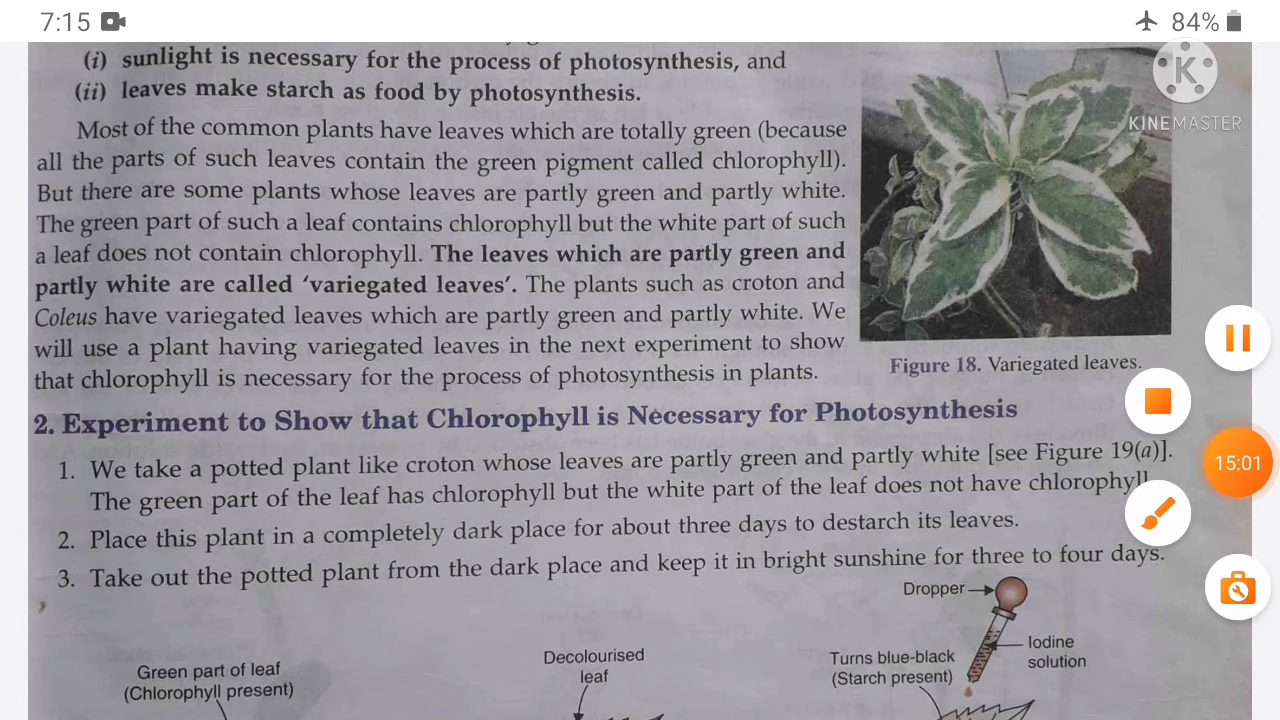 7:15
84%
(i) sunlight is necessary for the process of photosynthesis, and
(ii) leaves make starch as food by photosynthesis.
KINEMASTER
Most of the common plants have leaves which are totally green (because
all the parts of such leaves contain the green pigment called chlorophyll).
But there are some plants whose leaves are partly green and partly white.
The green part of such a leaf contains chlorophyll but the white part of such
a leaf does not contain chlorophyll. The leaves which are partly green and
partly white are called ‘variegated leaves’. The plants such as croton and
Coleus have variegated leaves which are partly green and partly white. We
will use a plant having variegated leaves in the next experiment to show
that chlorophyll is necessary for the process of photosynthesis in plants.
Figure 18. Variegated leaves.
2. Experiment to Show that Chlorophyll is Necessary for Photosynthesis
1. We take a potted plant like croton whose leaves are partly green and partly white [see Figure 19(a)].
The green part of the leaf has chlorophyll but the white part of the leaf does not have chlorophyll
15:01
2. Place this plant in a completely dark place for about three days to destarch its leaves.
3. Take out the potted plant from the dark place and keep it in bright sunshine for three to four days.
Dropper
Iodine
solution
Green part of leaf
(Chlorophyll present)
Decolourised
leaf
Turns blue-black
(Starch present)